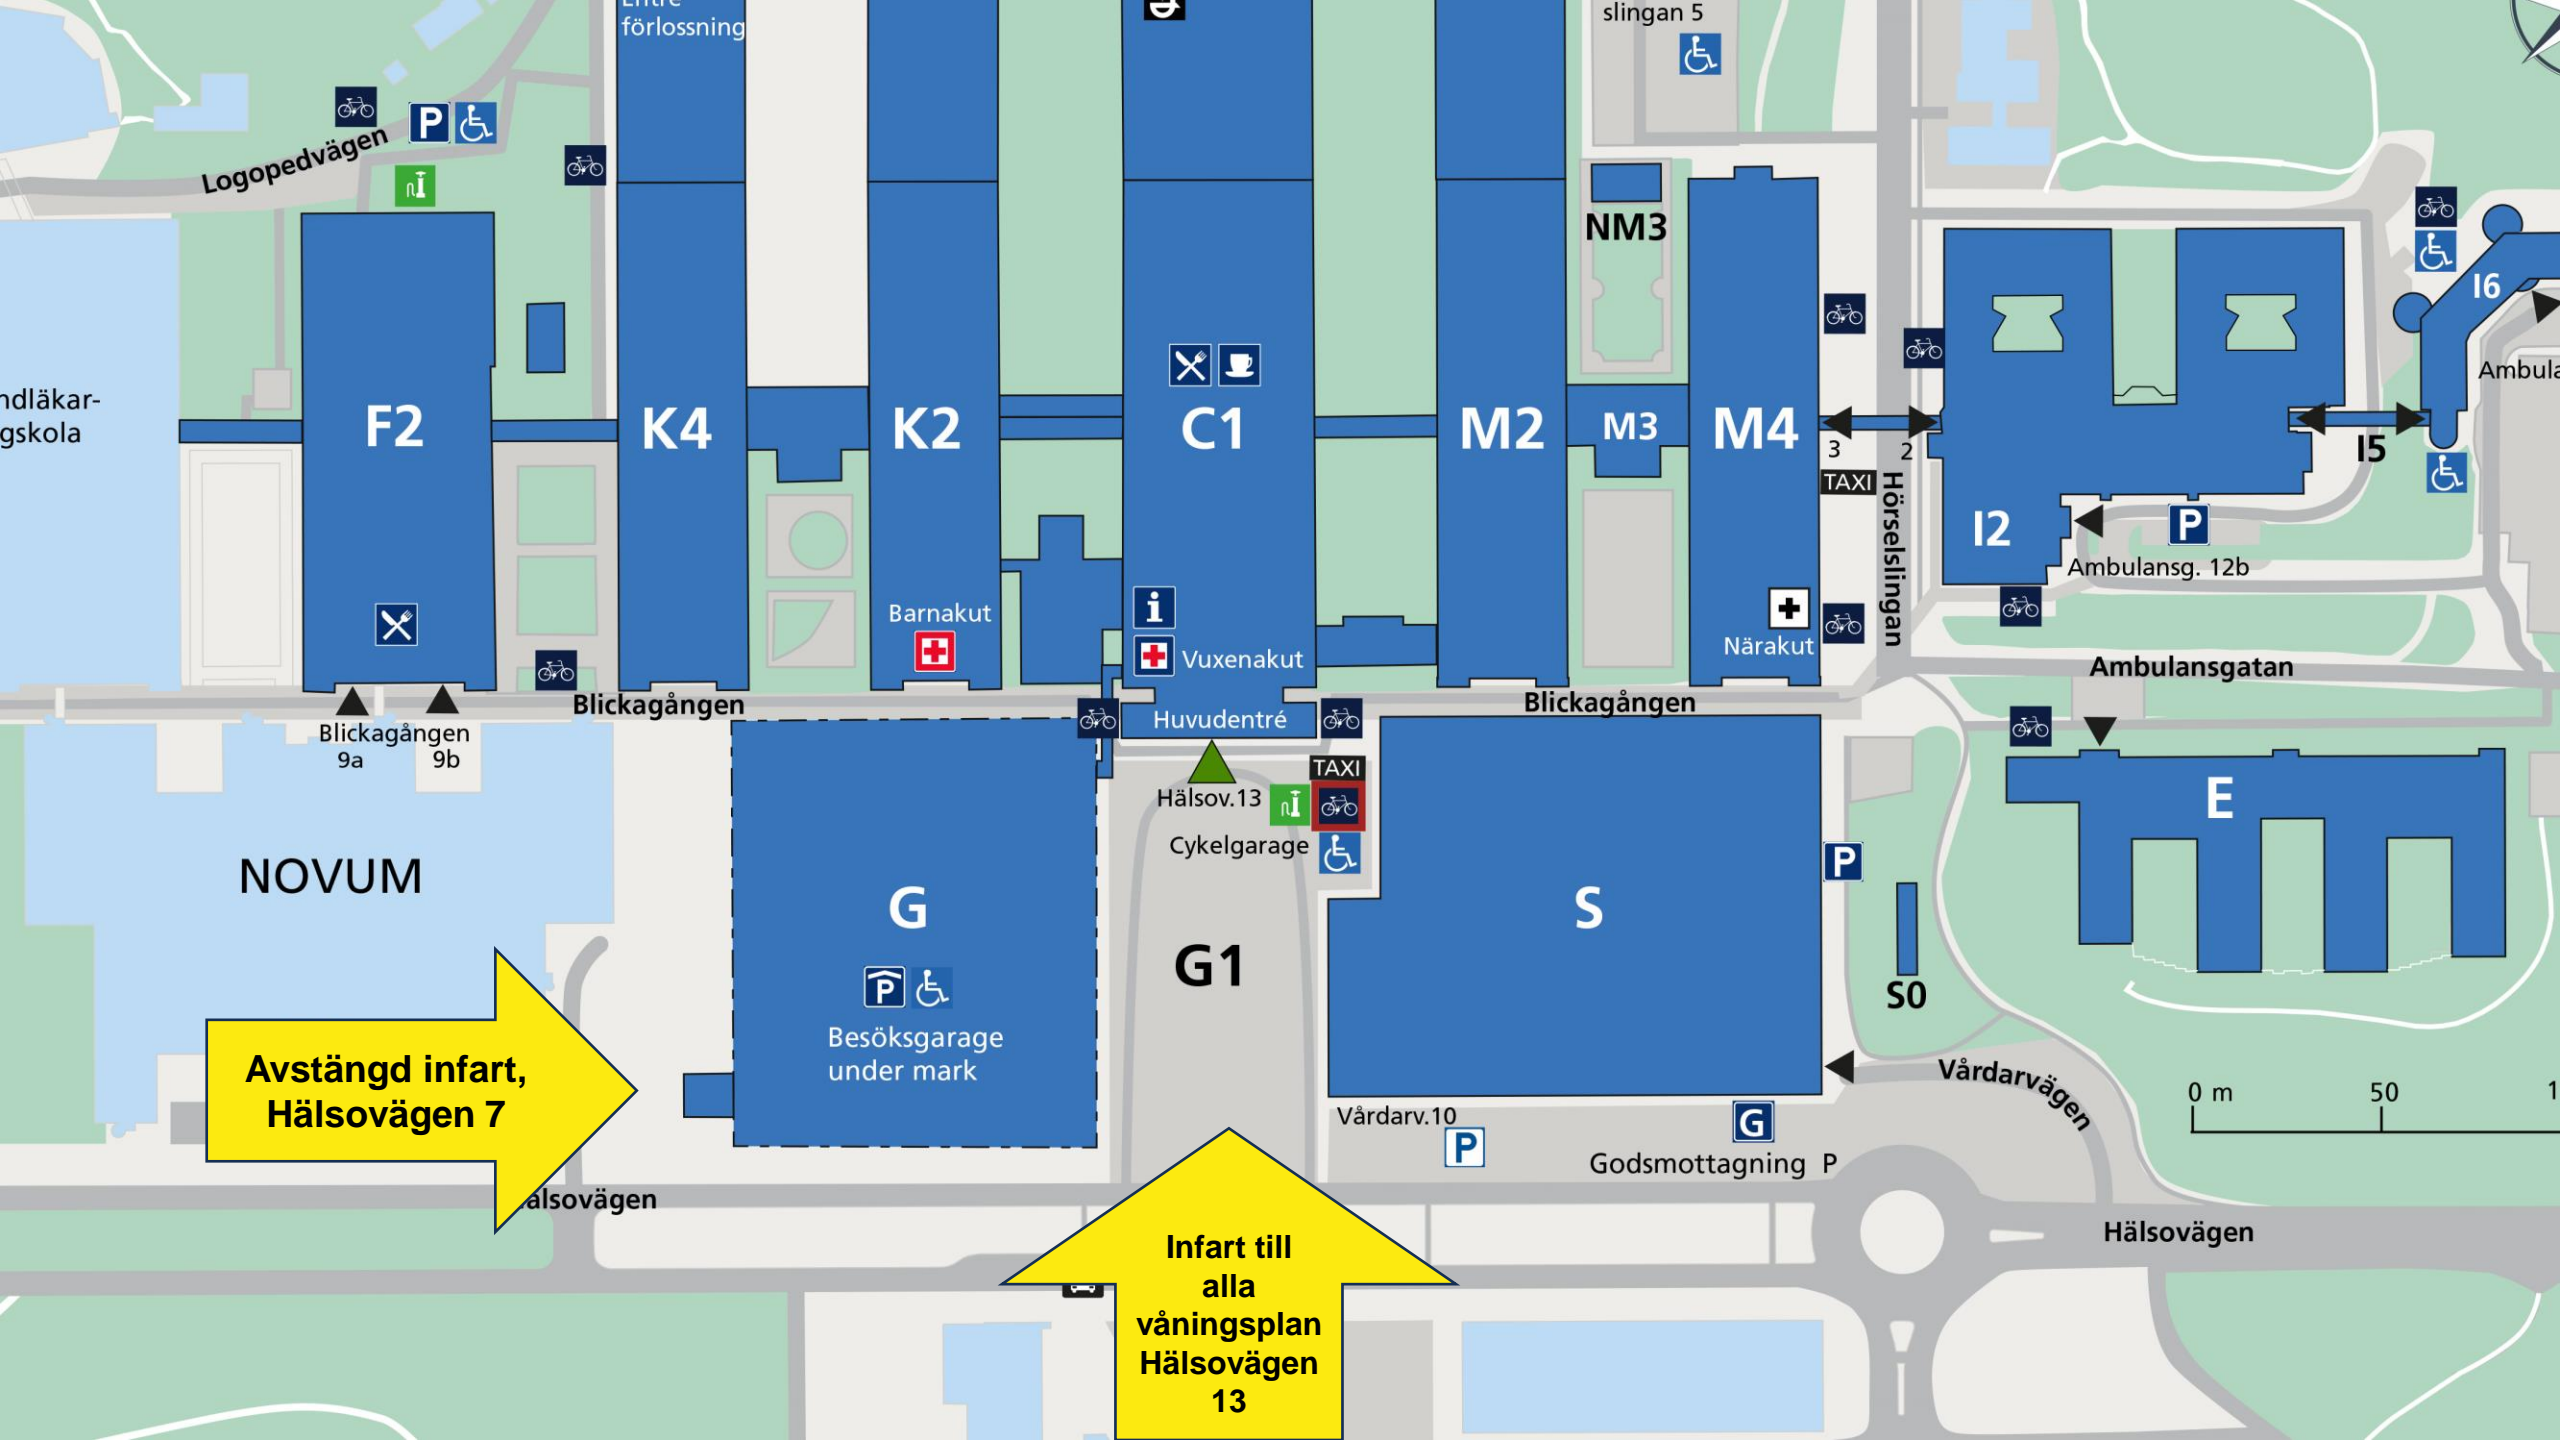 Entré
förlossning
slingan 5
P
Logopedvägen
NM3
I6
Ambula
ndläkar-
gskola
F2
K4
K2
C1
M2
M3
M4
3
2
I5
TAXI
Hörselslingan
I2
P
Ambulansg. 12b
Barnakut
i
Vuxenakut
Närakut
Ambulansgatan
Blickagången
Huvudentré
Blickagången
Blickagången
9a
9b
TAXI
Hälsov.13
Cykelgarage
E
P
NOVUM
G
S
G1
P
S0
Besöksgarage
under mark
Avstängd infart,
Hälsovägen 7
Vårdarvägen
0 m
50
1
Vårdarv.10
P
G
Godsmottagning P
älsovägen
Hälsovägen
Infart till
alla
våningsplan
Hälsovägen
13